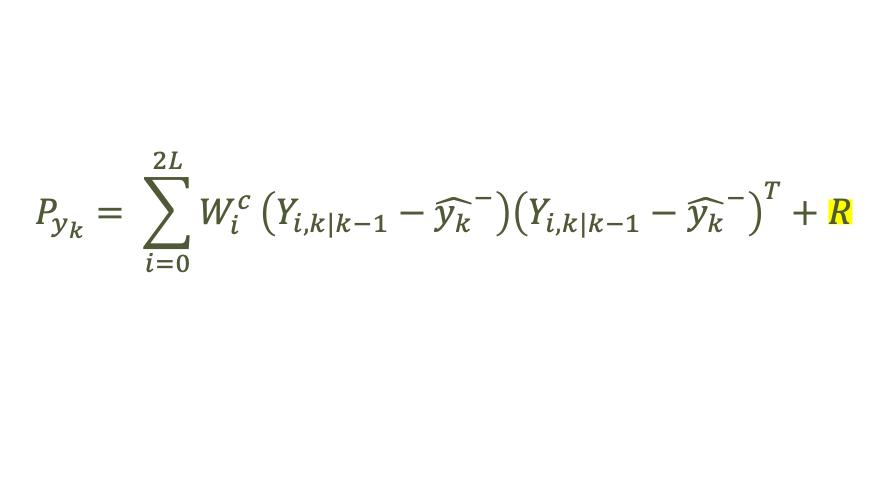 P_{y_k} = \sum_{i=0}^{2L} W_i^c (Y_{i,k|k-1} - \widehat{y_k}^-)(Y_{i,k|k-1} - \widehat{y_k}^-)^T + R